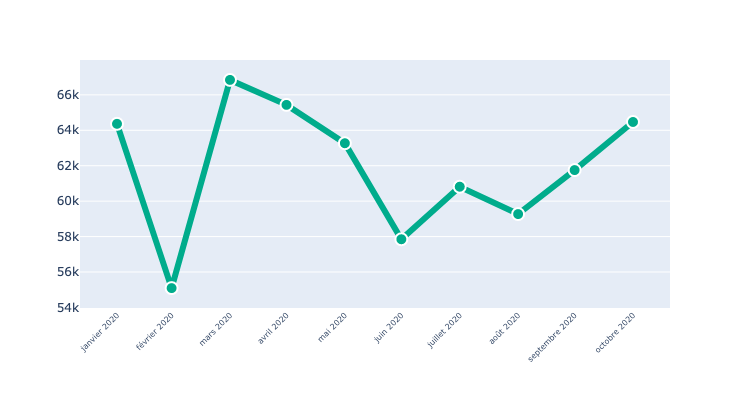 66k
64k
62k
60k
58k
56k
54k
janvier 2020
février 2020
mars 2020
avril 2020
mai 2020
juin 2020
juillet 2020
août 2020
septembre 2020
octobre 2020